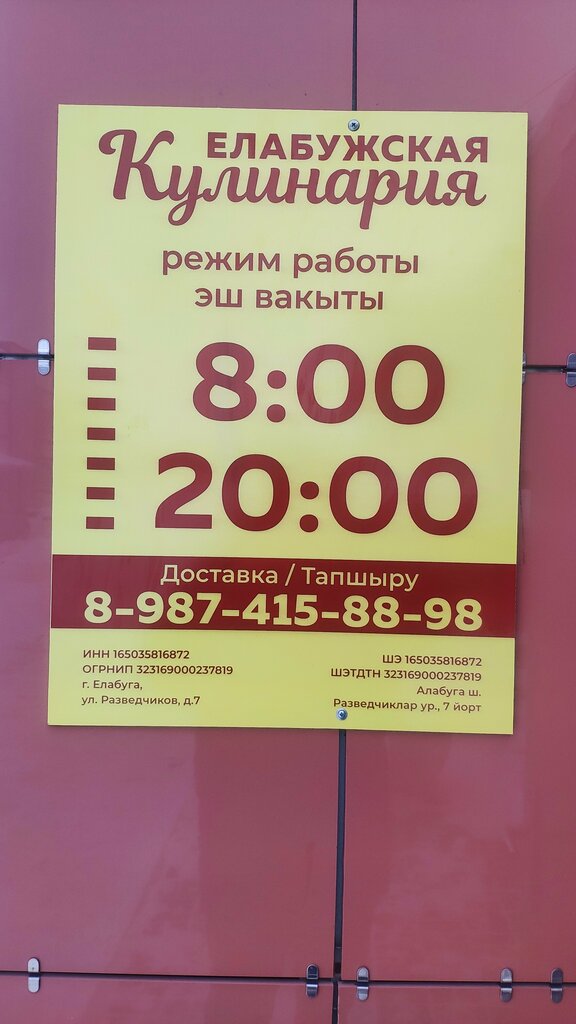 ЕЛАБУЖСКАЯ
Кулинария
режим работы
эш вакыты
8:00
20:00
Доставка / Тапшыру
8-987-415-88-98
ИНН 165035816872
ОГРНИП 323169000237819
г. Елабуга,
ул. Разведчиков, д.7
ШЭ 165035816872
ШЭТДТН 323169000237819
Алабуга ш.
Разведчиклар ур., 7 йорт